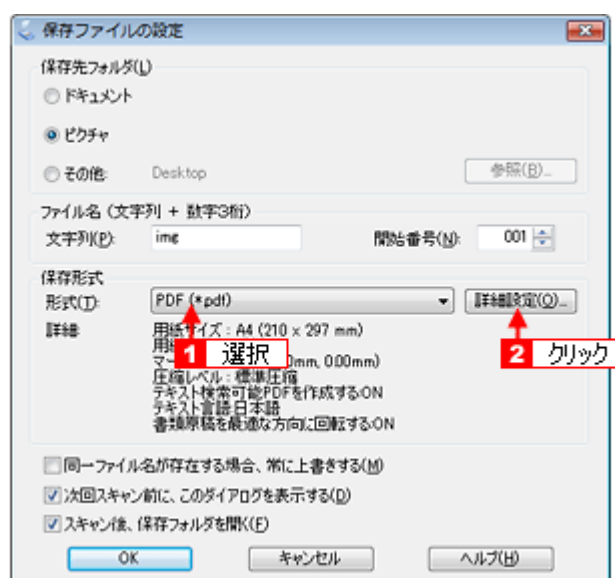 保存ファイルの設定
保存先フォルダ(L)
ドキュメント
ピクチャ
その他: Desktop 参照(B)...
ファイル名 (文字列 + 数字3桁)
文字列(P): img 開始番号(N): 001
保存形式
形式(T): PDF (*.pdf) 詳細設定(O)...
詳細: 用紙サイズ : A4 (210 x 297 mm)
用紙
1 選択
2 クリック
マー mm, 0.00mm)
圧縮レベル : 標準圧縮
テキスト検索可能PDFを作成する:ON
テキスト言語:日本語
書類原稿を最適な方向に回転する:ON
同一ファイル名が存在する場合、常に上書きする(M)
次回スキャン前に、このダイアログを表示する(D)
スキャン後、保存フォルダを開く(F)
OK キャンセル ヘルプ(H)